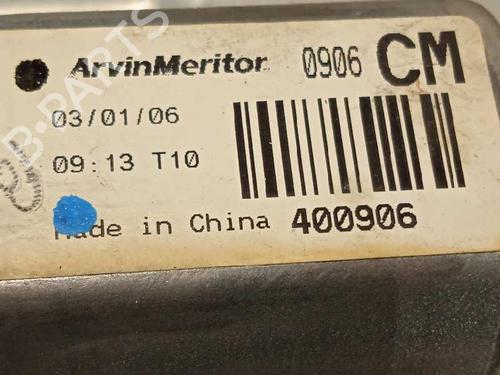 ArvinMeritor 0906 CM
03/01/06
09:13 T10
Made in China 400906
B-PARTS